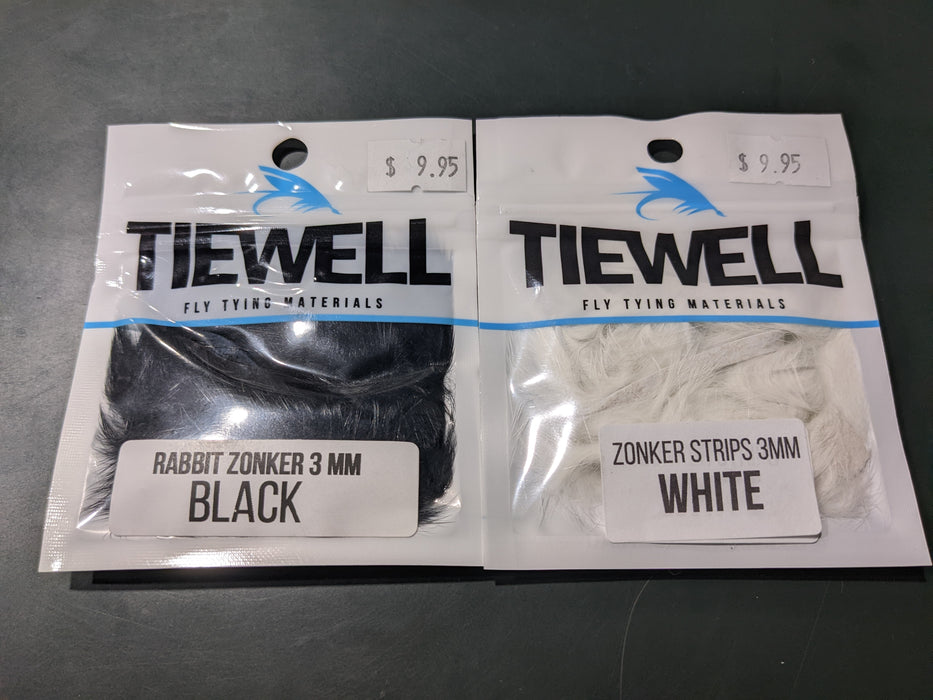 $ 9.95
TIEWELL
FLY TYING MATERIALS
RABBIT ZONKER 3 MM
BLACK
$ 9.95
TIEWELL
FLY TYING MATERIALS
ZONKER STRIPS 3MM
WHITE